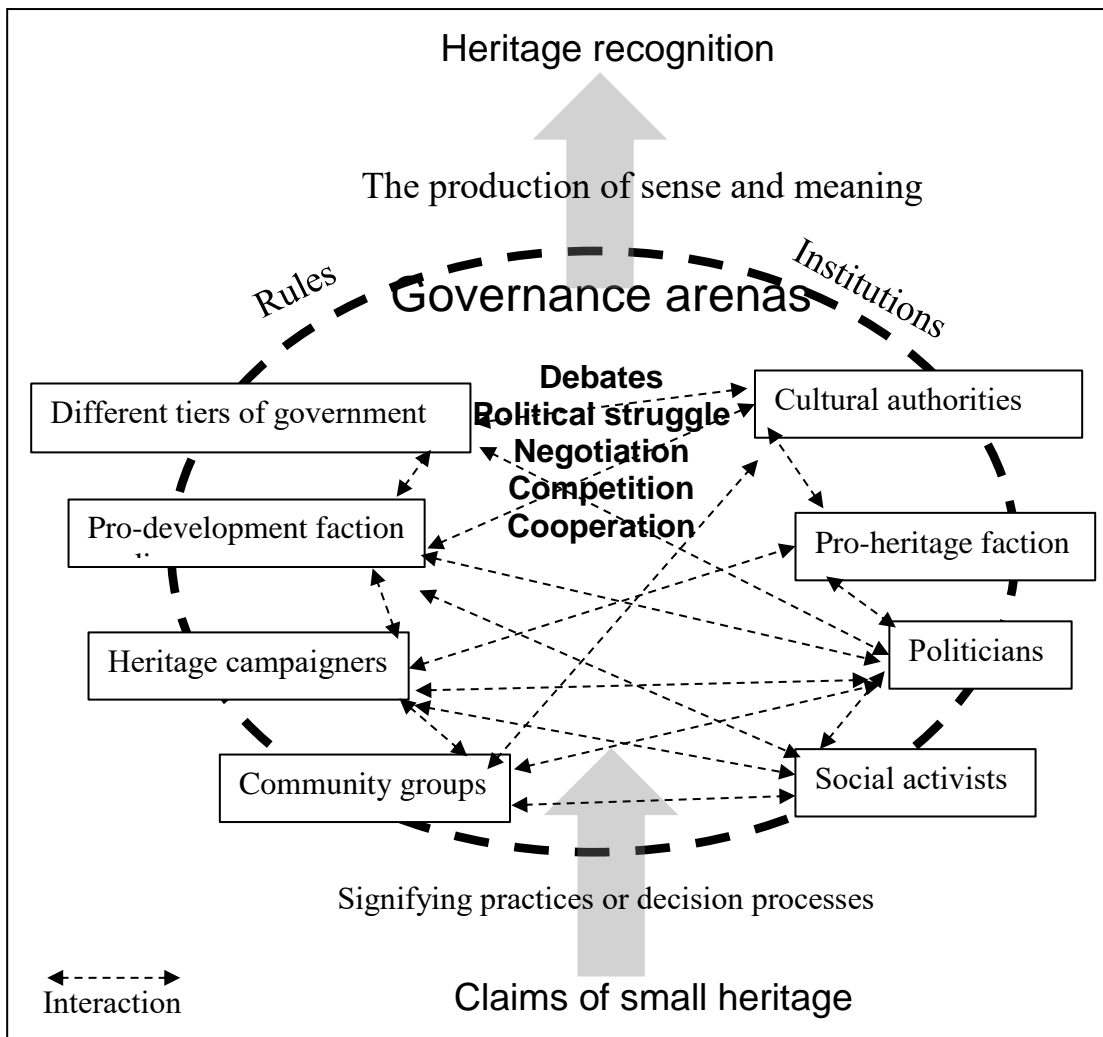 Heritage recognition
The production of sense and meaning
Rules
Institutions
Governance arenas
Debates
Political struggle
Negotiation
Competition
Cooperation
Different tiers of government
Cultural authorities
Pro-development faction
Pro-heritage faction
Heritage campaigners
Politicians
Community groups
Social activists
Signifying practices or decision processes
Interaction
Claims of small heritage